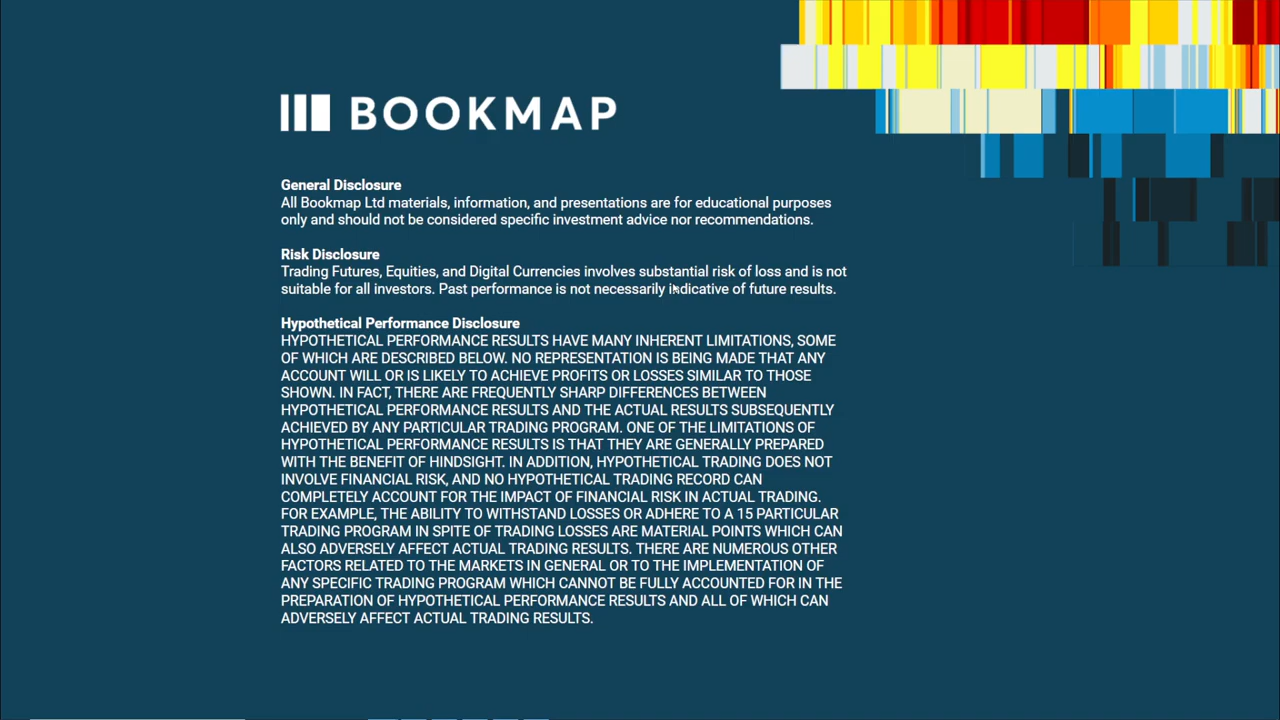 BOOKMAP
General Disclosure
All Bookmap Ltd materials, information, and presentations are for educational purposes
only and should not be considered specific investment advice nor recommendations.
Risk Disclosure
Trading Futures, Equities, and Digital Currencies involves substantial risk of loss and is not
suitable for all investors. Past performance is not necessarily indicative of future results.
Hypothetical Performance Disclosure
HYPOTHETICAL PERFORMANCE RESULTS HAVE MANY INHERENT LIMITATIONS, SOME
OF WHICH ARE DESCRIBED BELOW. NO REPRESENTATION IS BEING MADE THAT ANY
ACCOUNT WILL OR IS LIKELY TO ACHIEVE PROFITS OR LOSSES SIMILAR TO THOSE
SHOWN. IN FACT, THERE ARE FREQUENTLY SHARP DIFFERENCES BETWEEN
HYPOTHETICAL PERFORMANCE RESULTS AND THE ACTUAL RESULTS SUBSEQUENTLY
ACHIEVED BY ANY PARTICULAR TRADING PROGRAM. ONE OF THE LIMITATIONS OF
HYPOTHETICAL PERFORMANCE RESULTS IS THAT THEY ARE GENERALLY PREPARED
WITH THE BENEFIT OF HINDSIGHT. IN ADDITION, HYPOTHETICAL TRADING DOES NOT
INVOLVE FINANCIAL RISK, AND NO HYPOTHETICAL TRADING RECORD CAN
COMPLETELY ACCOUNT FOR THE IMPACT OF FINANCIAL RISK IN ACTUAL TRADING.
FOR EXAMPLE, THE ABILITY TO WITHSTAND LOSSES OR ADHERE TO A 15 PARTICULAR
TRADING PROGRAM IN SPITE OF TRADING LOSSES ARE MATERIAL POINTS WHICH CAN
ALSO ADVERSELY AFFECT ACTUAL TRADING RESULTS. THERE ARE NUMEROUS OTHER
FACTORS RELATED TO THE MARKETS IN GENERAL OR TO THE IMPLEMENTATION OF
ANY SPECIFIC TRADING PROGRAM WHICH CANNOT BE FULLY ACCOUNTED FOR IN THE
PREPARATION OF HYPOTHETICAL PERFORMANCE RESULTS AND ALL OF WHICH CAN
ADVERSELY AFFECT ACTUAL TRADING RESULTS.